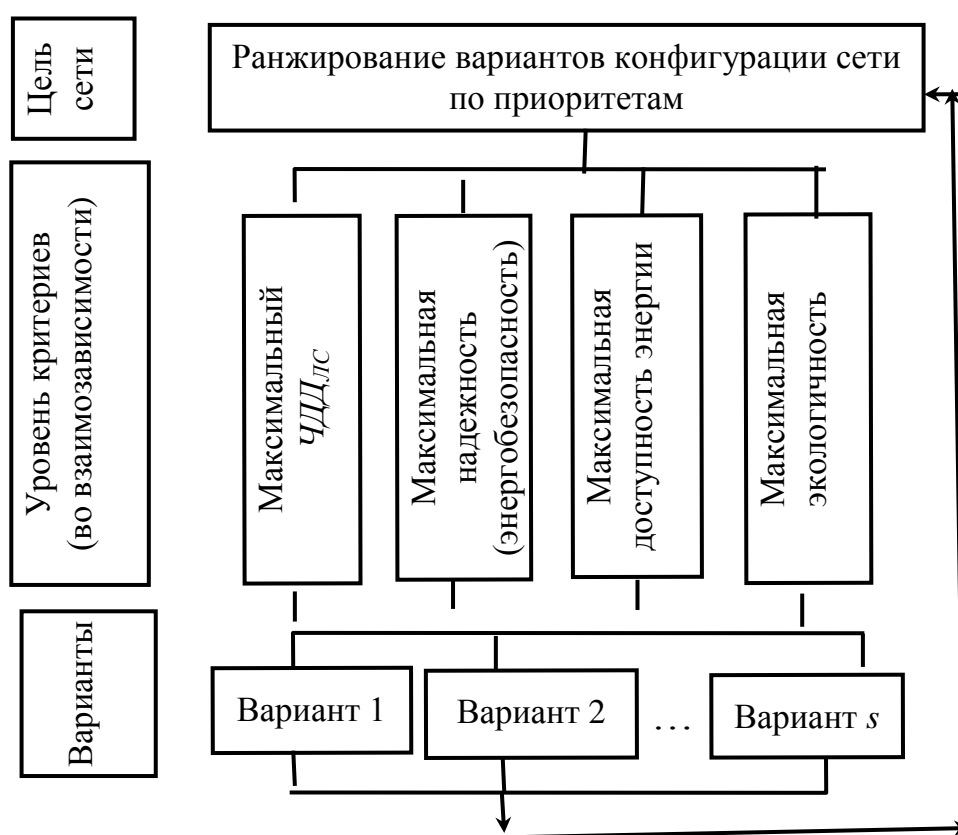 Цель
сети
Ранжирование вариантов конфигурации сети
по приоритетам
Уровень критериев
(во взаимозависимости)
Максимальный
ЧДДЛС
Максимальная
надежность
(энергобезопасность)
Максимальная
доступность энергии
Максимальная
экологичность
Варианты
Вариант 1
Вариант 2
…
Вариант s